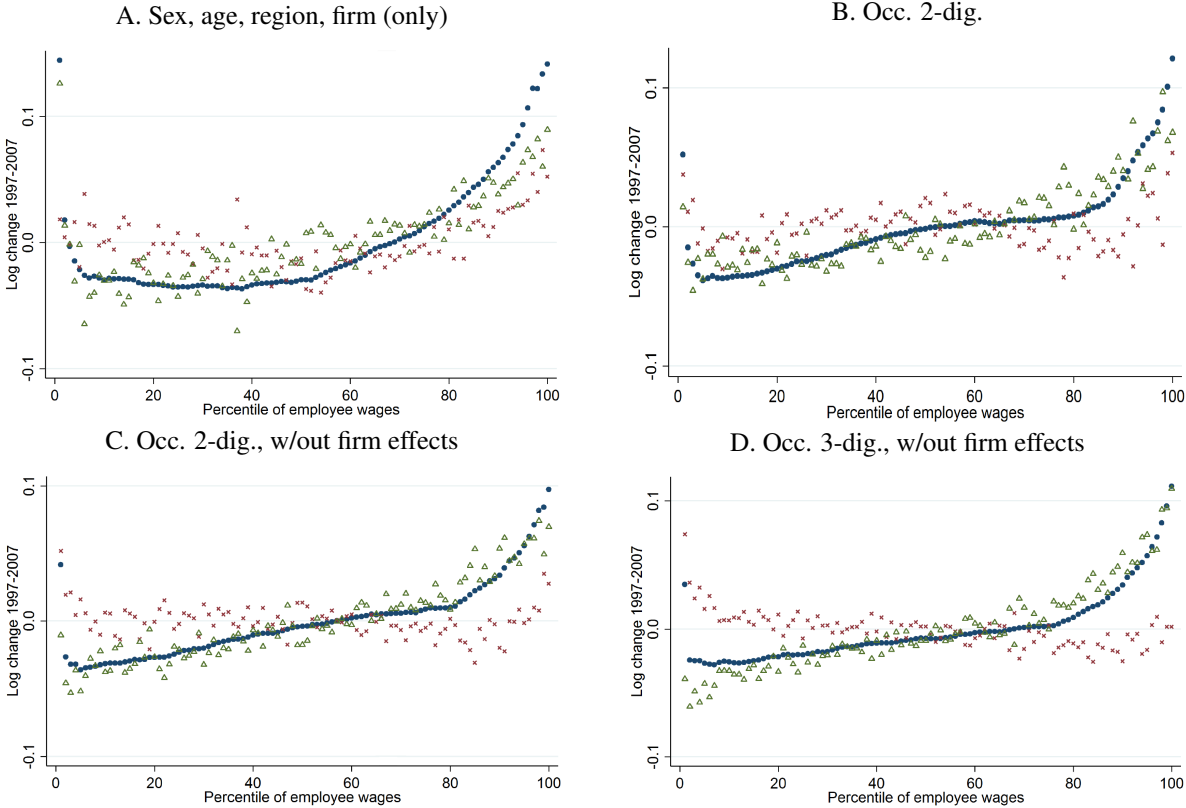 A. Sex, age, region, firm (only)
B. Occ. 2-dig.
Log change 1997-2007
0.1
0.0
-0.1
0 20 40 60 80 100
Percentile of employee wages
Log change 1997-2007
0.1
0.0
-0.1
0 20 40 60 80 100
Percentile of employee wages
C. Occ. 2-dig., w/out firm effects
D. Occ. 3-dig., w/out firm effects
Log change 1997-2007
0.1
0.0
-0.1
0 20 40 60 80 100
Percentile of employee wages
Log change 1997-2007
0.1
0.0
-0.1
0 20 40 60 80 100
Percentile of employee wages